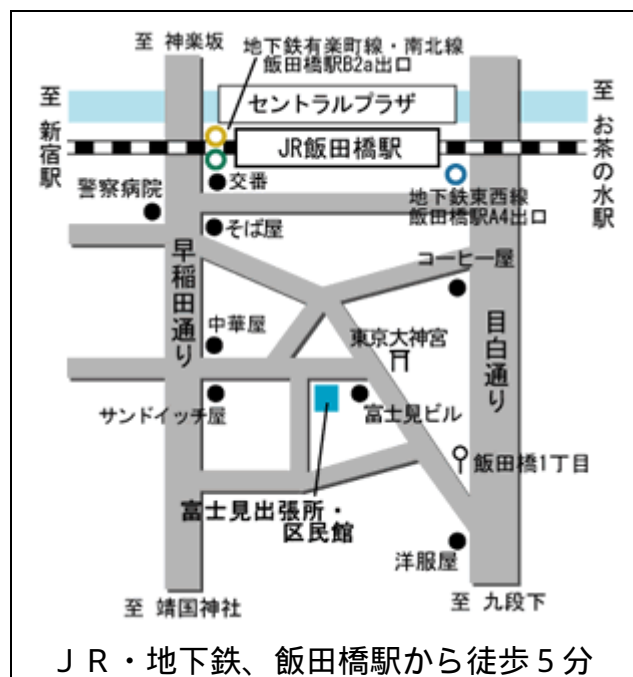 至 神楽坂
地下鉄有楽町線・南北線
飯田橋駅B2a出口
至 新宿駅
セントラルプラザ
至 お茶の水駅
JR飯田橋駅
警察病院
交番
地下鉄東西線
飯田橋駅A4出口
そば屋
早稲田通り
コーヒー屋
中華屋
東京大神宮
目白通り
サンドイッチ屋
富士見ビル
飯田橋1丁目
富士見出張所・
区民館
洋服屋
至 靖国神社
至 九段下
ＪＲ・地下鉄、飯田橋駅から徒歩５分